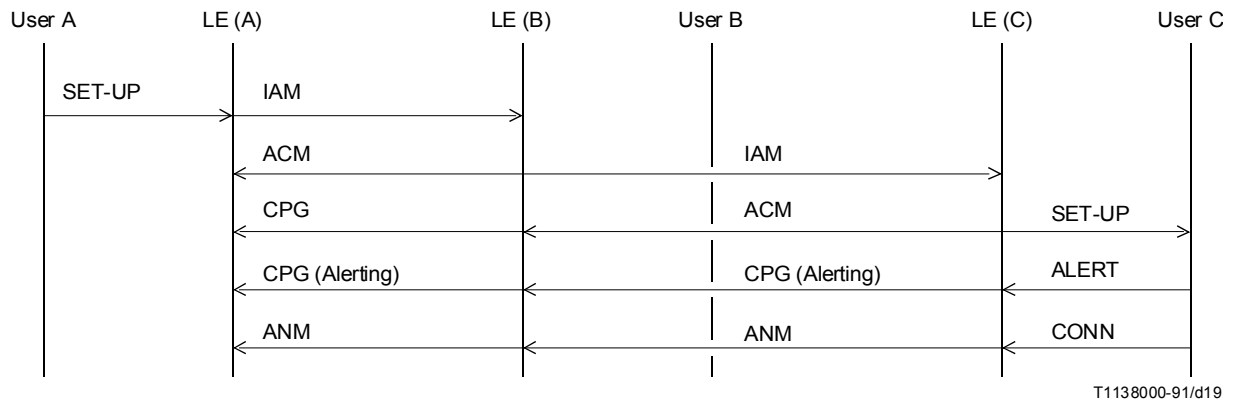 User A LE (A) LE (B) User B LE (C) User C
SET-UP IAM
ACM IAM
CPG ACM SET-UP
CPG (Alerting) CPG (Alerting) ALERT
ANM ANM CONN
T1138000-91/d19